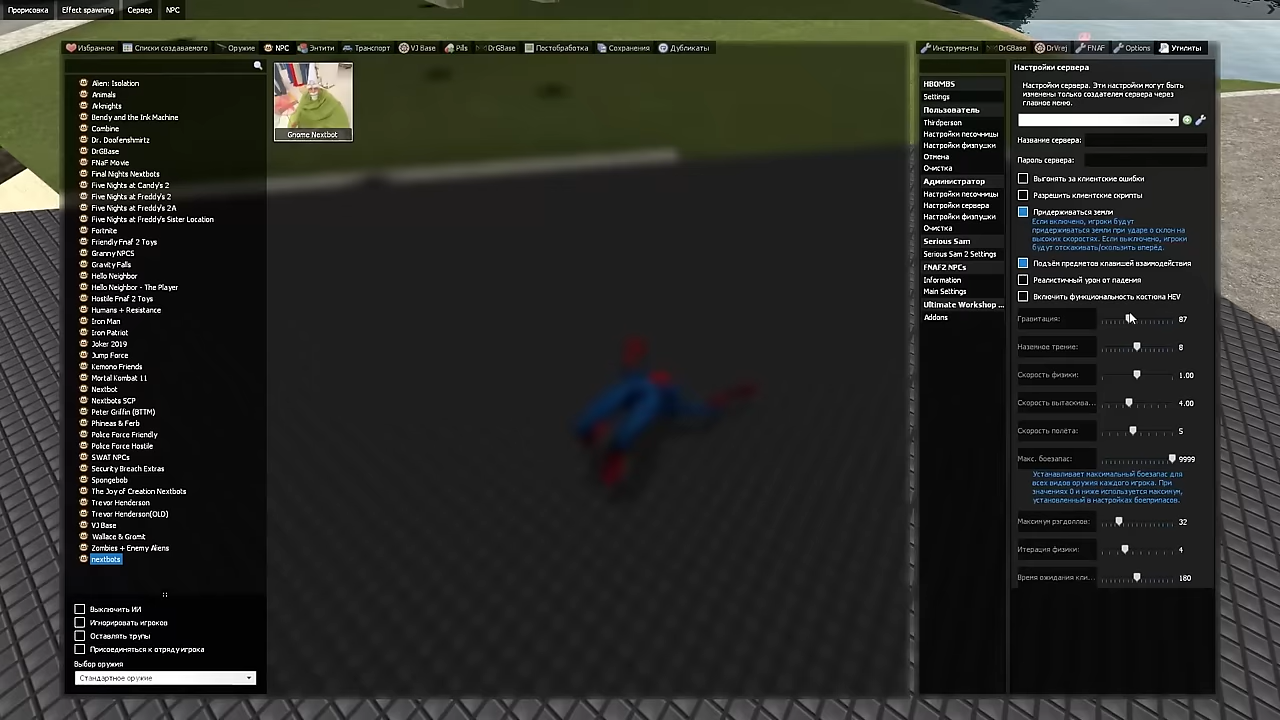 Прорисовка Effect spawning Сервер NPC
Избранное Списки создаваемого Оружие NPC Энтити Транспорт VJ Base Pills DrGBase Постобработка Сохранения Дубликаты
Alien: Isolation
Animals
Arknights
Bendy and the Ink Machine
Combine
Dr. Doofenshmirtz
DrGBase
FNaF Movie
Final Nights Nextbots
Five Nights at Candy's 2
Five Nights at Freddy's 2
Five Nights at Freddy's 2A
Five Nights at Freddy's Sister Location
Fortnite
Friendly Fnaf 2 Toys
Granny NPCS
Gravity Falls
Hello Neighbor
Hello Neighbor - The Player
Hostile Fnaf 2 Toys
Humans + Resistance
Iron Man
Iron Patriot
Joker 2019
Jump Force
Kemono Friends
Mortal Kombat 11
Nextbot
Nextbots SCP
Peter Griffin (BTTM)
Phineas & Ferb
Police Force Friendly
Police Force Hostile
SWAT NPCs
Security Breach Extras
Spongebob
The Joy of Creation Nextbots
Trevor Henderson
Trevor Henderson(OLD)
VJ Base
Wallace & Gromit
Zombies + Enemy Aliens
nextbots
Выключить ИИ
Игнорировать игроков
Оставлять трупы
Присоединяться к отряду игрока
Выбор оружия
Стандартное оружие
Gnome Nextbot
Инструменты DrGBase DrVrej FNAF Options Утилиты
HBOMBS
Settings
Пользователь
Thirdperson
Настройки песочницы
Настройки физпушки
Отмена
Очистка
Администратор
Настройки песочницы
Настройки сервера
Настройки физпушки
Очистка
Serious Sam
Serious Sam 2 Settings
FNAF2 NPCs
Information
Main Settings
Ultimate Workshop ...
Addons
Настройки сервера
Настройки сервера. Эти настройки могут быть
изменены только создателем сервера через
главное меню.
Название сервера:
Пароль сервера:
Выгонять за клиентские ошибки
Разрешить клиентские скрипты
Придерживаться земли
Если включено, игроки будут
придерживаться земли при ударе о склон на
высоких скоростях. Если выключено, игроки
будут отскакивать/скользить вперёд.
Подъём предметов клавишей взаимодействия
Реалистичный урон от падения
Включить функциональность костюма HEV
Гравитация: 87
Наземное трение: 8
Скорость физики: 1.00
Скорость вытаскива... 4.00
Скорость полёта: 5
Макс. боезапас: 9999
Устанавливает максимальный боезапас для
всех видов оружия каждого игрока. При
значениях 0 и ниже используется максимум,
установленный в настройках боеприпасов.
Максимум рэгдоллов: 32
Итерация физики: 4
Время ожидания кли... 180